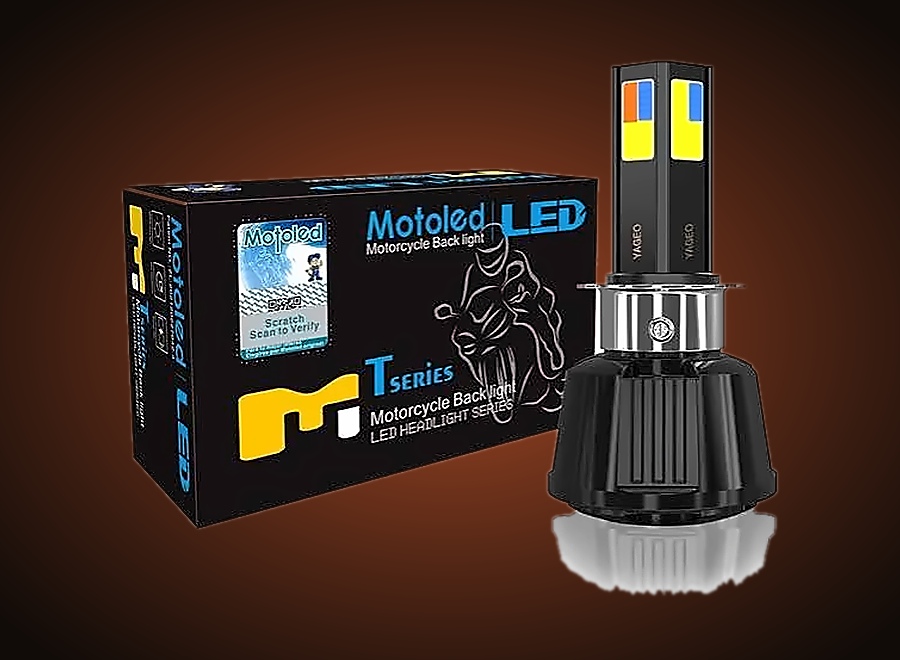 Motoled LED
Motorcycle Back light
Motoled
Scratch
Scan to Verify
T SERIES
Motorcycle Back light
LED HEADLIGHT SERIES
Motoled LED
YAGEO
YAGEO